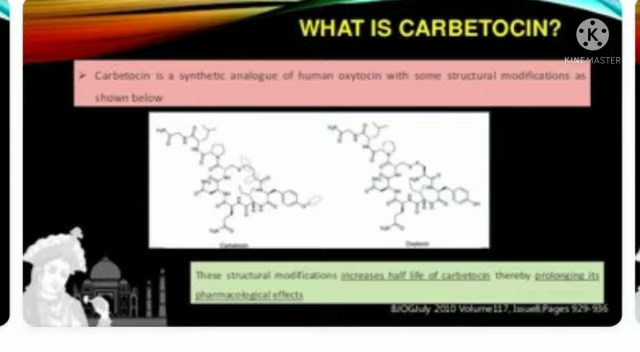 WHAT IS CARBETOCIN?
K
KINEMASTER
➤ Carbetocin is a synthetic analogue of human oxytocin with some structural modifications as
shown below
Carbetocin
Oxytocin
These structural modifications increases half life of carbetocin thereby prolonging its
pharmacological effects
BJOGJuly 2010 Volume117, Issue8,Pages 929-936